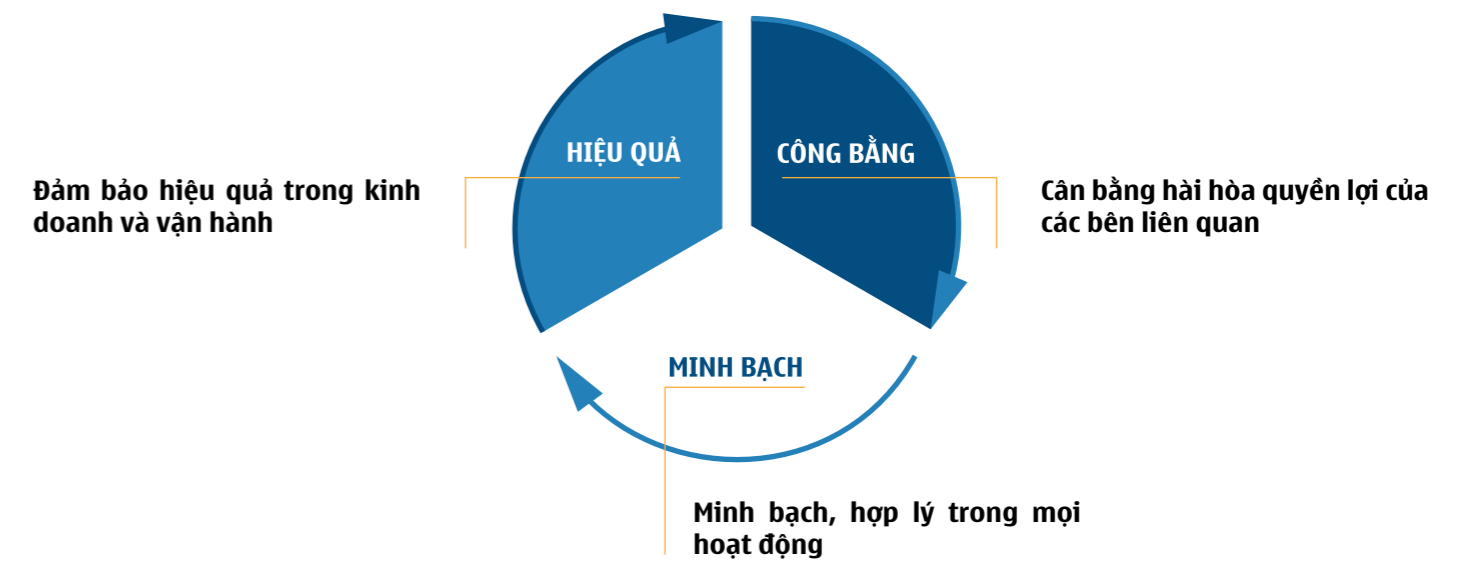 HIỆU QUẢ
Đảm bảo hiệu quả trong kinh
doanh và vận hành
CÔNG BẰNG
Cân bằng hài hòa quyền lợi của
các bên liên quan
MINH BẠCH
Minh bạch, hợp lý trong mọi
hoạt động